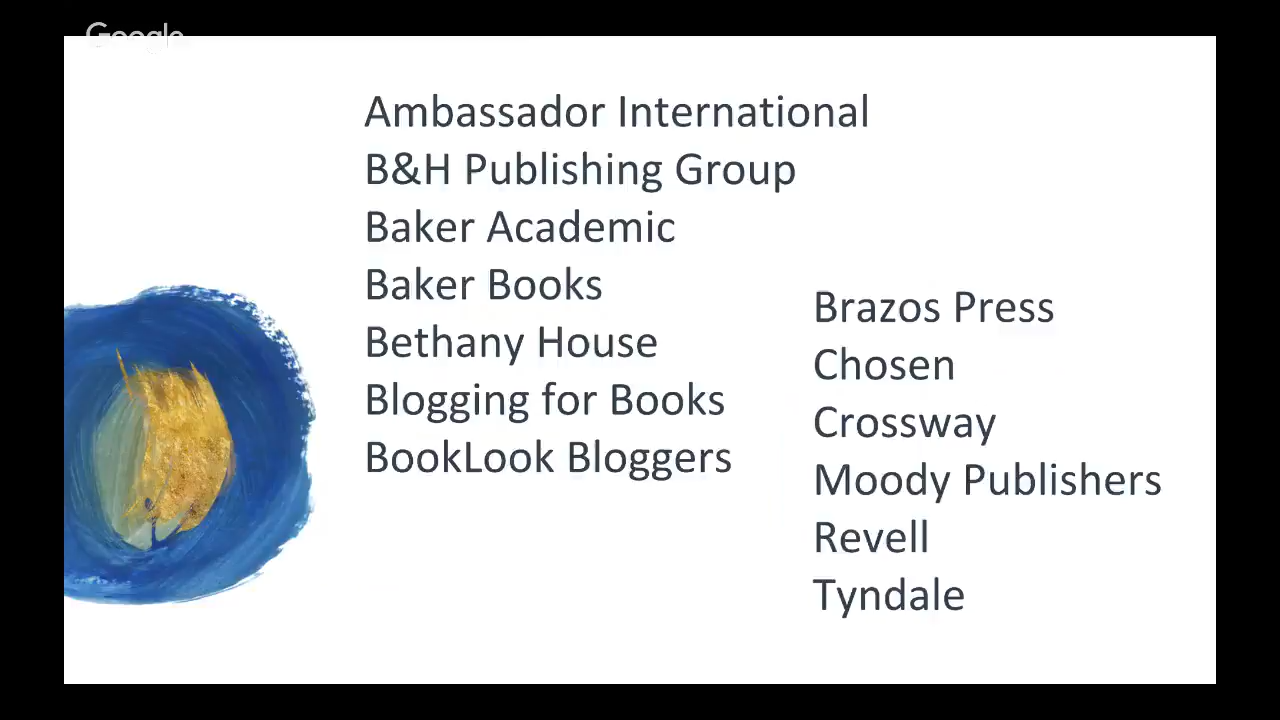 Google
Ambassador International
B&H Publishing Group
Baker Academic
Baker Books
Bethany House
Blogging for Books
BookLook Bloggers
Brazos Press
Chosen
Crossway
Moody Publishers
Revell
Tyndale